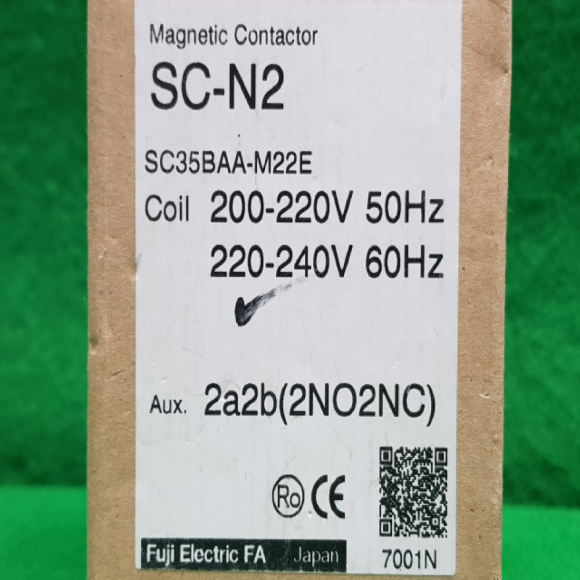 Magnetic Contactor
SC-N2
SC35BAA-M22E
Coil 200-220V 50Hz
220-240V 60Hz
Aux. 2a2b(2NO2NC)
Ro CE
Fuji Electric FA Japan 7001N